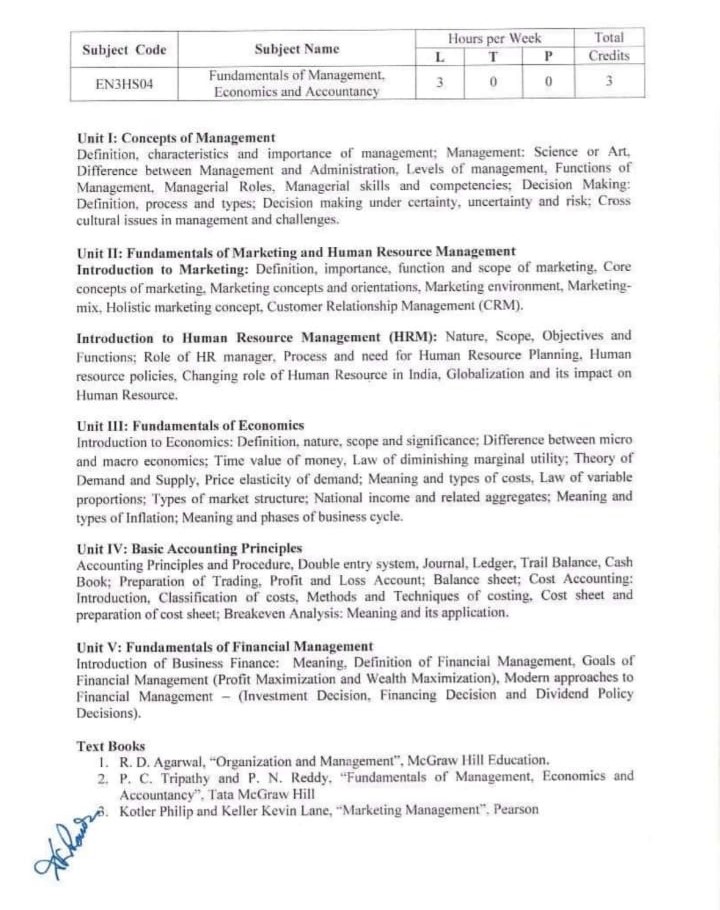 Subject Code Subject Name Hours per Week Total
L T P Credits
EN3HS04 Fundamentals of Management, Economics and Accountancy 3 0 0 3
Unit I: Concepts of Management
Definition, characteristics and importance of management; Management: Science or Art,
Difference between Management and Administration, Levels of management, Functions of
Management, Managerial Roles, Managerial skills and competencies; Decision Making:
Definition, process and types; Decision making under certainty, uncertainty and risk; Cross
cultural issues in management and challenges.
Unit II: Fundamentals of Marketing and Human Resource Management
Introduction to Marketing: Definition, importance, function and scope of marketing, Core
concepts of marketing, Marketing concepts and orientations, Marketing environment, Marketing-
mix, Holistic marketing concept, Customer Relationship Management (CRM).
Introduction to Human Resource Management (HRM): Nature, Scope, Objectives and
Functions; Role of HR manager, Process and need for Human Resource Planning, Human
resource policies, Changing role of Human Resource in India, Globalization and its impact on
Human Resource.
Unit III: Fundamentals of Economics
Introduction to Economics: Definition, nature, scope and significance; Difference between micro
and macro economics; Time value of money, Law of diminishing marginal utility; Theory of
Demand and Supply, Price elasticity of demand; Meaning and types of costs, Law of variable
proportions; Types of market structure; National income and related aggregates; Meaning and
types of Inflation; Meaning and phases of business cycle.
Unit IV: Basic Accounting Principles
Accounting Principles and Procedure, Double entry system, Journal, Ledger, Trail Balance, Cash
Book; Preparation of Trading, Profit and Loss Account; Balance sheet; Cost Accounting:
Introduction, Classification of costs, Methods and Techniques of costing, Cost sheet and
preparation of cost sheet; Breakeven Analysis: Meaning and its application.
Unit V: Fundamentals of Financial Management
Introduction of Business Finance: Meaning, Definition of Financial Management, Goals of
Financial Management (Profit Maximization and Wealth Maximization), Modern approaches to
Financial Management – (Investment Decision, Financing Decision and Dividend Policy
Decisions).
Text Books
1. R. D. Agarwal, “Organization and Management”, McGraw Hill Education.
2. P. C. Tripathy and P. N. Reddy, “Fundamentals of Management, Economics and
Accountancy”, Tata McGraw Hill
3. Kotler Philip and Keller Kevin Lane, “Marketing Management”, Pearson